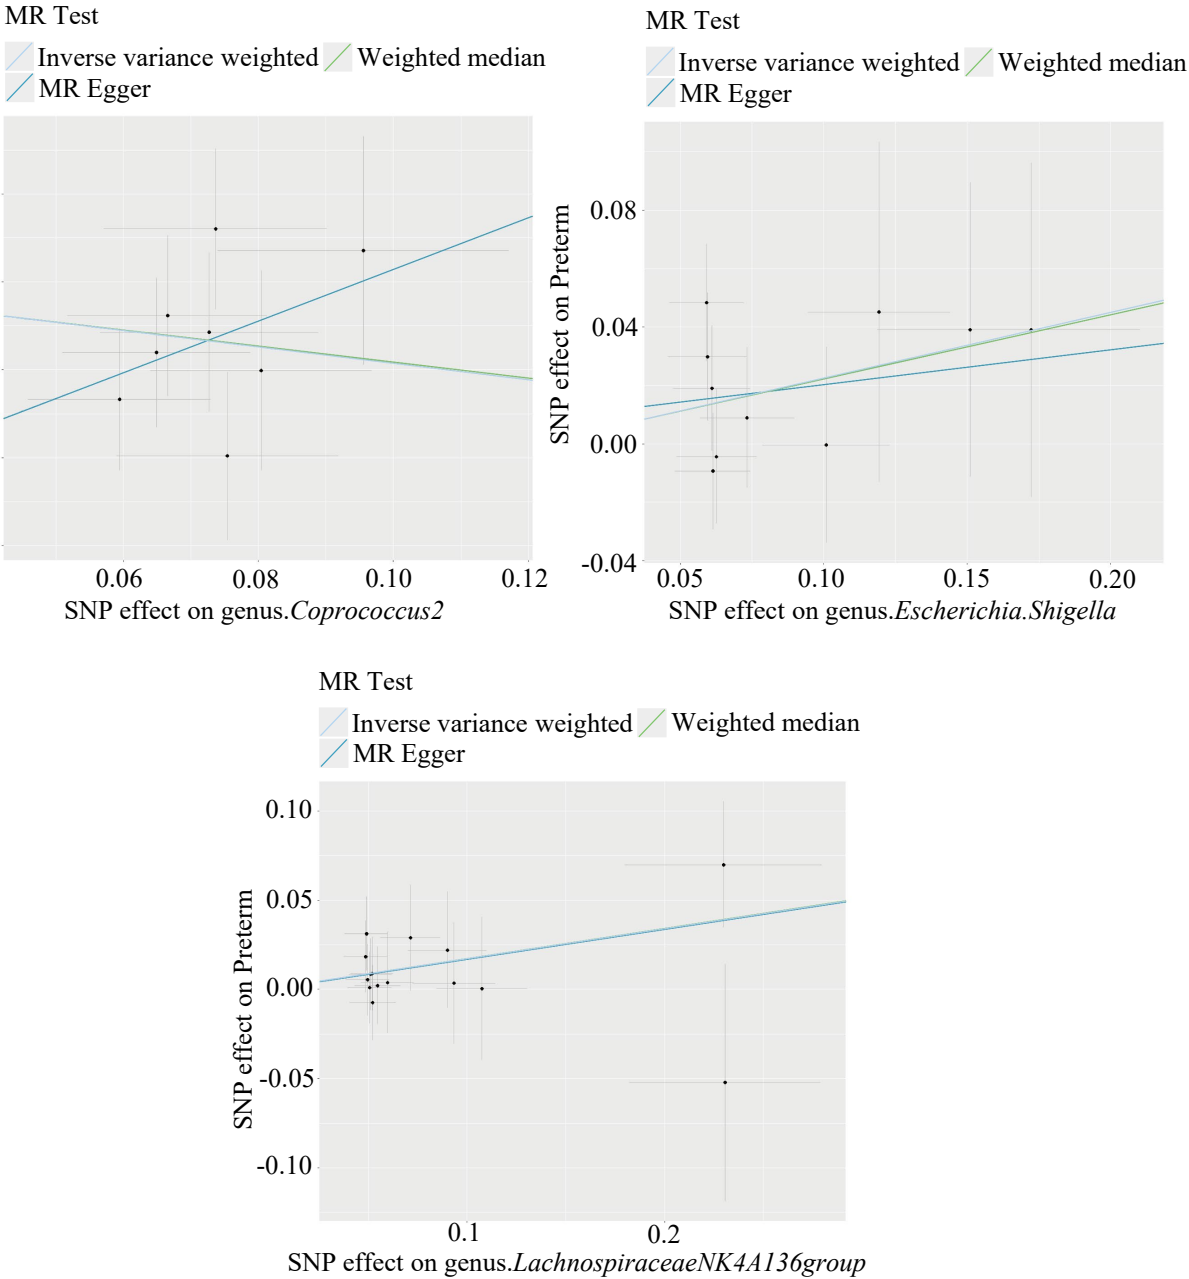 MR Test
Inverse variance weighted Weighted median
MR Egger
0.06 0.08 0.10 0.12
SNP effect on genus.Coprococcus2
MR Test
Inverse variance weighted Weighted median
MR Egger
SNP effect on Preterm
0.08
0.04
0.00
-0.04
0.05 0.10 0.15 0.20
SNP effect on genus.Escherichia.Shigella
MR Test
Inverse variance weighted Weighted median
MR Egger
SNP effect on Preterm
0.10
0.05
0.00
-0.05
-0.10
0.1 0.2
SNP effect on genus.LachnospiraceaeNK4A136group